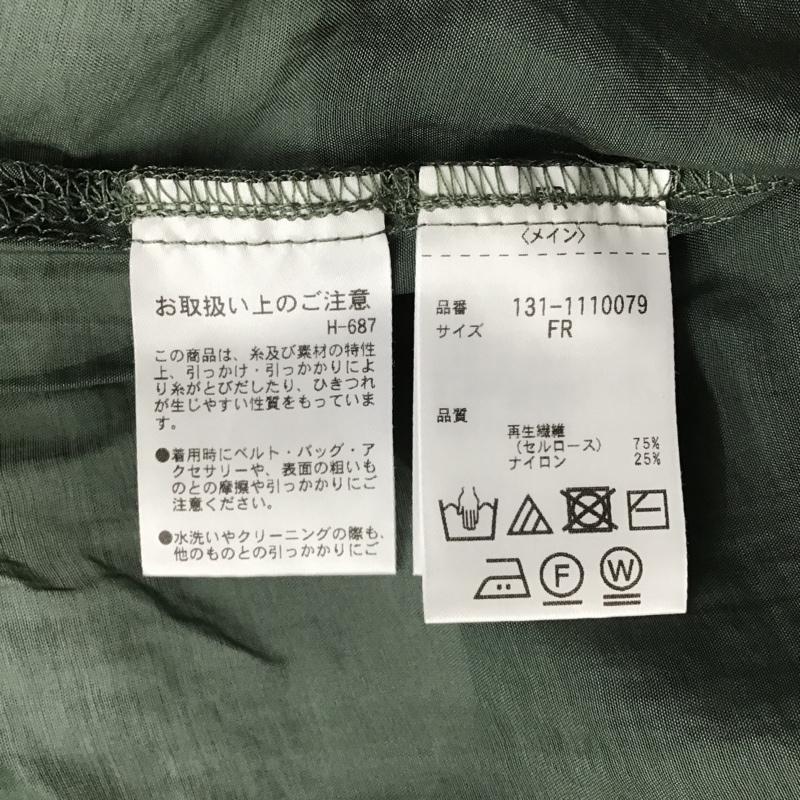 お取扱い上のご注意
H-687
この商品は、糸及び素材の特性
上、引っかけ・引っかかりによ
り糸がとびだしたり、ひきつれ
が生じやすい性質をもっていま
す。
●着用時にベルト・バッグ・ア
クセサリーや、表面の粗いも
のとの摩擦や引っかかりにご
注意ください。
●水洗いやクリーニングの際も、
他のものとの引っかかりにご
FR
〈メイン〉
品番 131-1110079
サイズ FR
品質
再生繊維
(セルロース) 75%
ナイロン 25%
F
W